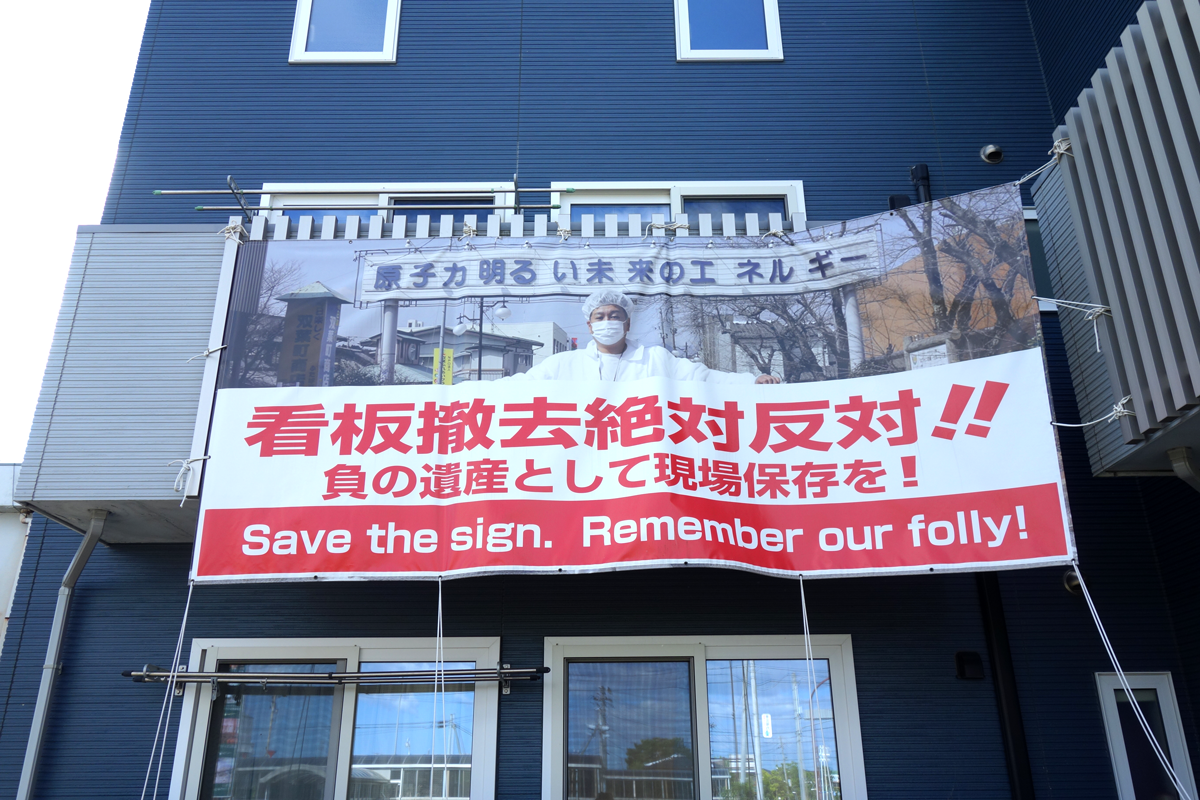 原子力明るい未来のエネルギー
看板撤去絶対反対!!
負の遺産として現場保存を!
Save the sign. Remember our folly!